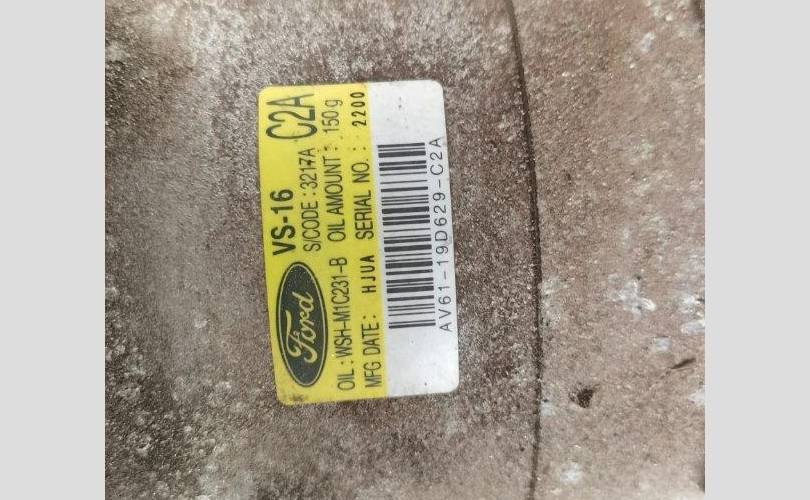 Ford
VS-16
C2A
S/CODE : 3217A
OIL : WSH-M1C231-B OIL AMOUNT : 150g
MFG DATE : HJUA SERIAL NO. : 2200
AV61-19D629-C2A